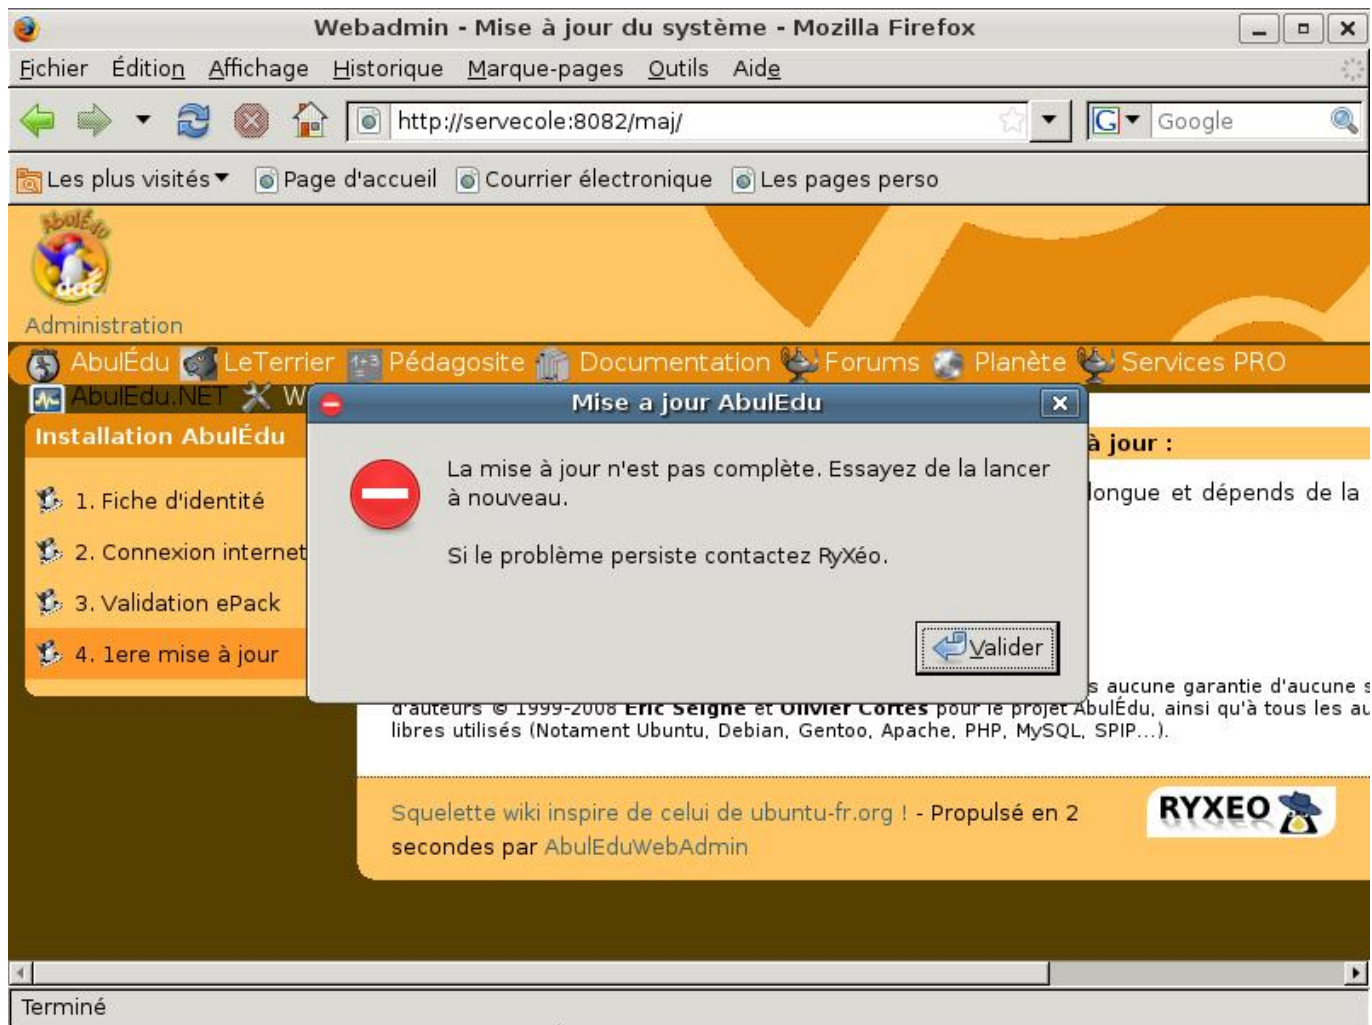 Webadmin - Mise à jour du système - Mozilla Firefox
Fichier Édition Affichage Historique Marque-pages Outils Aide
http://servecole:8082/maj/
G Google
Les plus visités Page d'accueil Courrier électronique Les pages perso
AbulÉdu
doc
Administration
AbulÉdu LeTerrier 1+3 Pédagosite Documentation Forums Planète Services PRO
AbulEdu.NET W
Mise a jour AbulEdu
Installation AbulÉdu
à jour :
La mise à jour n'est pas complète. Essayez de la lancer
à nouveau.
longue et dépends de la
1. Fiche d'identité
2. Connexion internet
Si le problème persiste contactez RyXéo.
3. Validation ePack
4. 1ere mise à jour
Valider
s aucune garantie d'aucune s
d'auteurs © 1999-2008 Eric Seigne et Olivier Cortes pour le projet AbulÉdu, ainsi qu'à tous les au
libres utilisés (Notament Ubuntu, Debian, Gentoo, Apache, PHP, MySQL, SPIP...).
Squelette wiki inspire de celui de ubuntu-fr.org ! - Propulsé en 2
secondes par AbulEduWebAdmin
RYXEO
Terminé